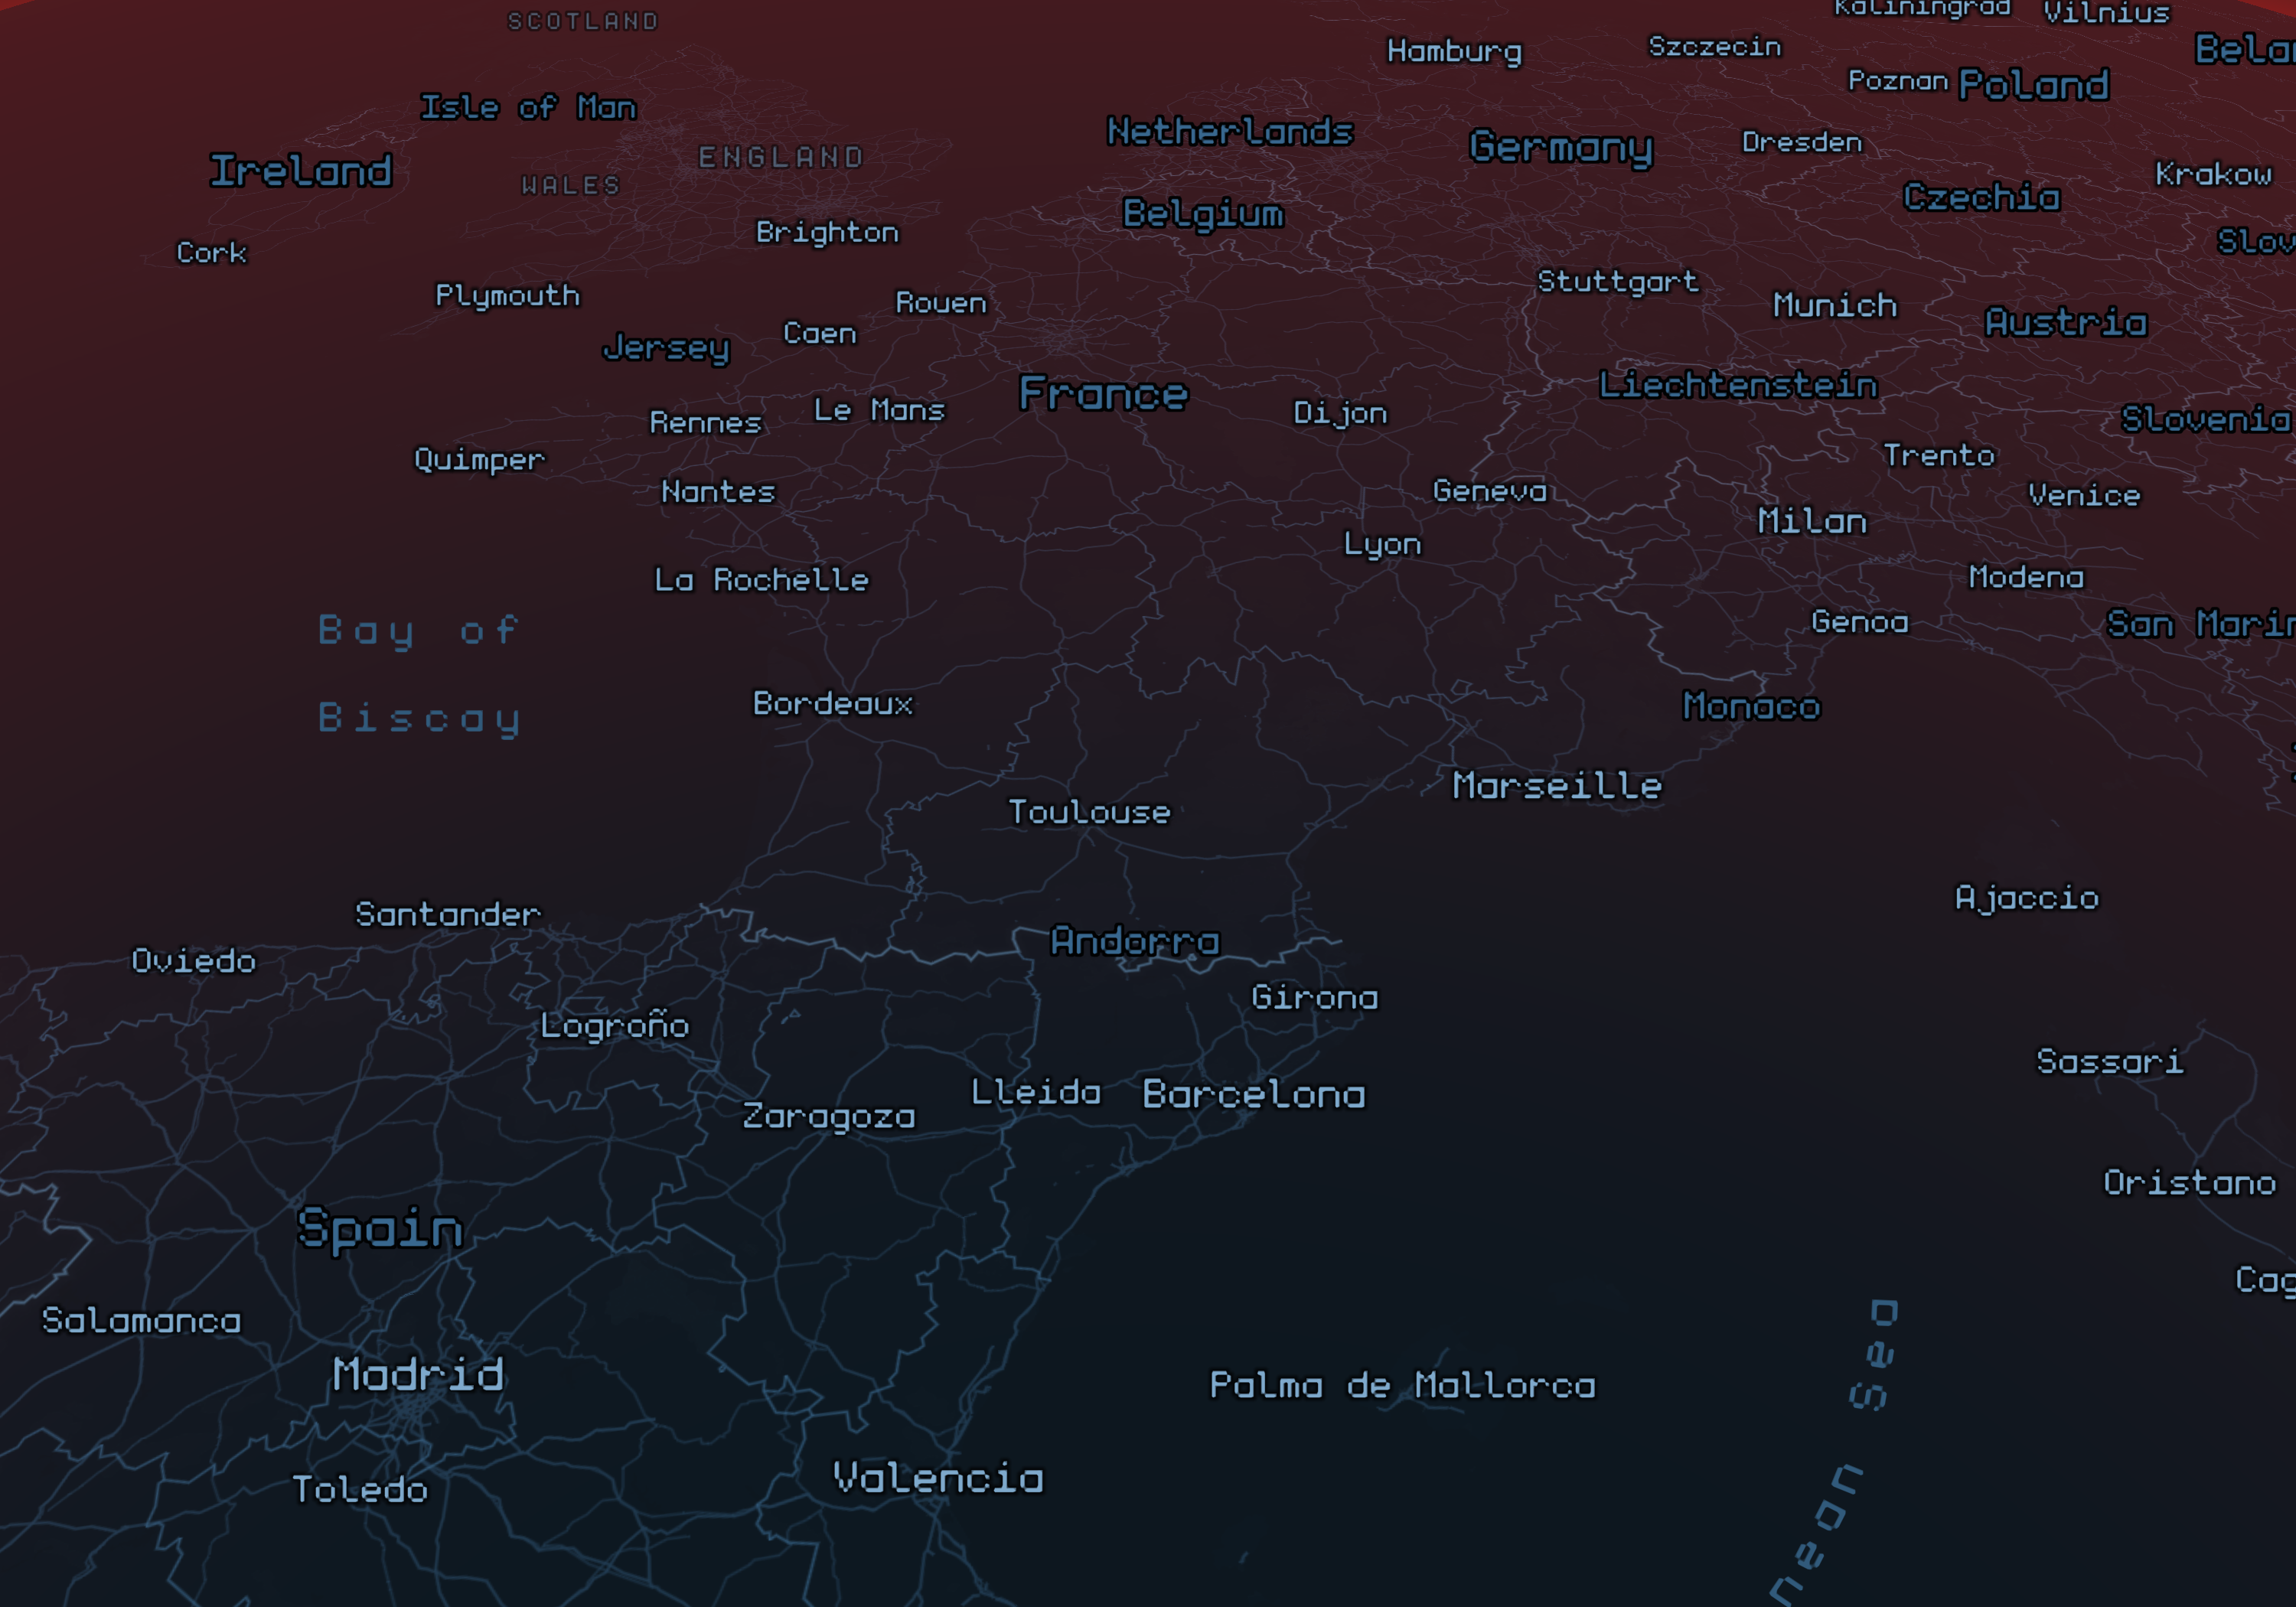 SCOTLAND
Kaliningrad
Vilnius
Hamburg
Szczecin
Poznan
Poland
Isle of Man
Netherlands
Germany
Dresden
Ireland
WALES
ENGLAND
Belgium
Czechia
Krakow
Cork
Brighton
Plymouth
Rouen
Stuttgart
Munich
Austria
Jersey
Caen
France
Liechtenstein
Rennes
Le Mans
Dijon
Slovenia
Quimper
Nantes
Geneva
Trento
Venice
Milan
Lyon
La Rochelle
Modena
Genoa
San Marin
Bay of
Biscay
Bordeaux
Monaco
Marseille
Toulouse
Ajaccio
Santander
Oviedo
Andorra
Girona
Logroño
Sassari
Zaragoza
Lleida
Barcelona
Oristano
Spain
Cag
Salamanca
Madrid
Palma de Mallorca
Toledo
Valencia
nean Sea
Bela
Slov